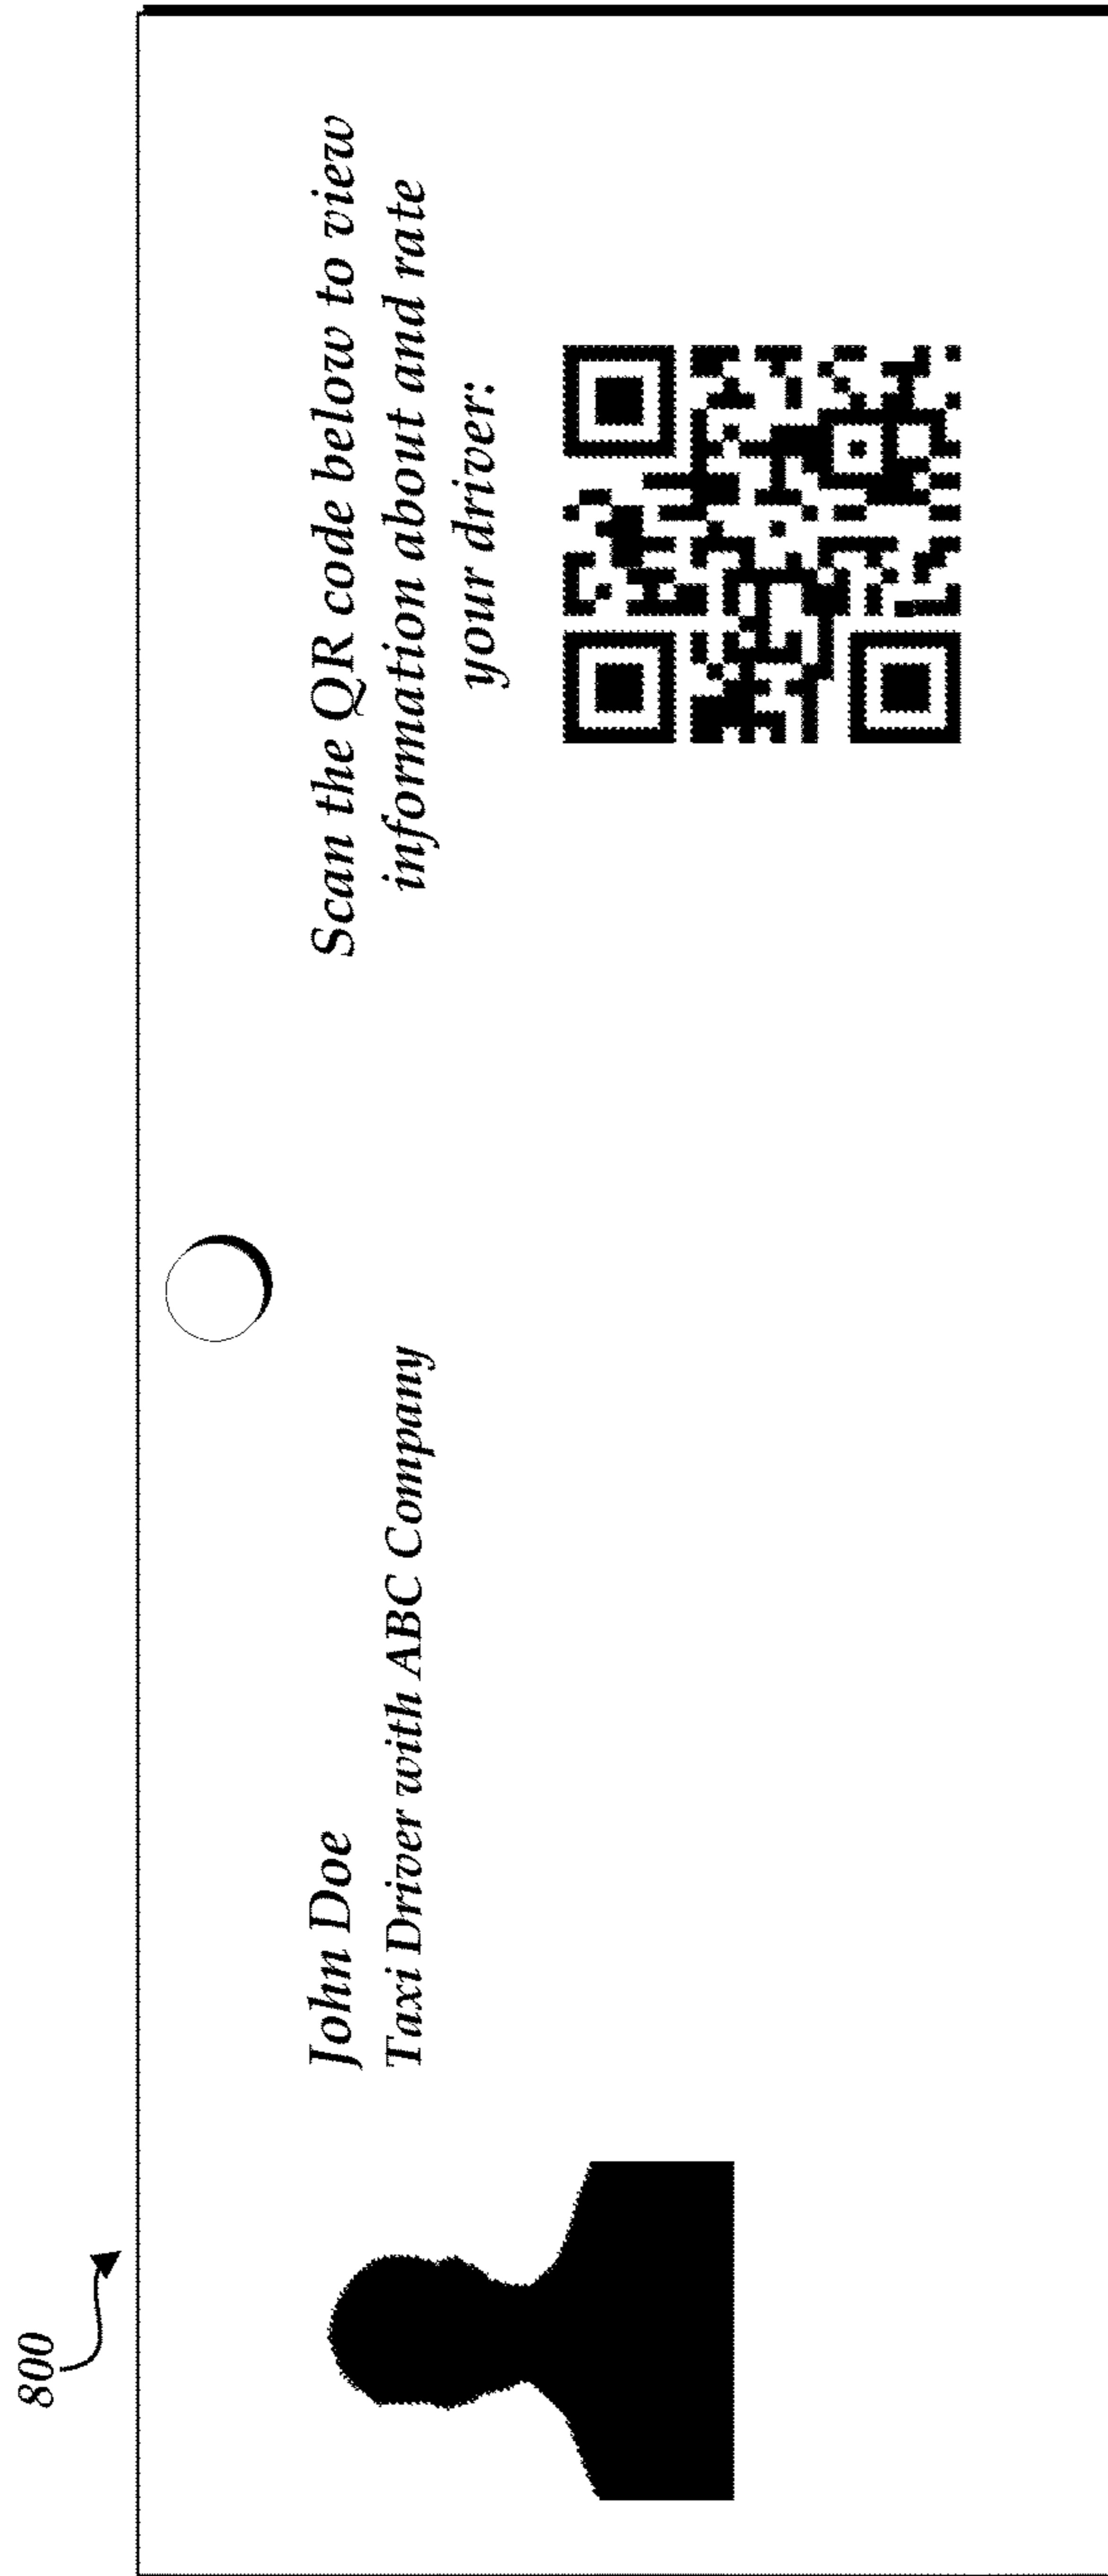 800
John Doe
Taxi Driver with ABC Company
Scan the QR code below to view
information about and rate
your driver: